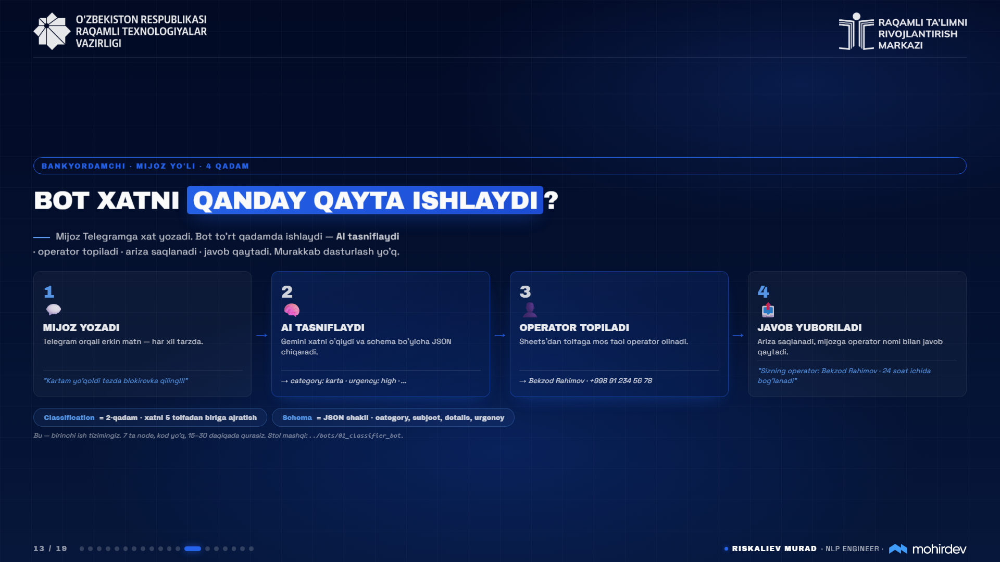 O'ZBEKISTON RESPUBLIKASI
RAQAMLI TEXNOLOGIYALAR
VAZIRLIGI
RAQAMLI TA'LIMNI
RIVOJLANTIRISH
MARKAZI
BANKYORDAMCHI · MIJOZ YO'LI · 4 QADAM
BOT XATNI QANDAY QAYTA ISHLAYDI?
Mijoz Telegramga xat yozadi. Bot to'rt qadamda ishlaydi — AI tasniflaydi
· operator topiladi · ariza saqlanadi · javob qaytadi. Murakkab dasturlash yo'q.
1
MIJOZ YOZADI
Telegram orqali erkin matn — har xil tarzda.
"Kartam yo'qoldi tezda blokirovka qiling!!!"
→
2
AI TASNIFLAYDI
Gemini xatni o'qiydi va schema bo'yicha JSON
chiqaradi.
→ category: karta · urgency: high · ...
→
3
OPERATOR TOPILADI
Sheets'dan toifaga mos faol operator olinadi.
→ Bekzod Rahimov · +998 91 234 56 78
→
4
JAVOB YUBORILADI
Ariza saqlanadi, mijozga operator nomi bilan javob
qaytadi.
"Sizning operator: Bekzod Rahimov · 24 soat ichida
bog'lanadi"
Classification = 2-qadam · xatni 5 toifadan biriga ajratish
Schema = JSON shakli · category, subject, details, urgency
Bu — birinchi ish tizimingiz. 7 ta node, kod yo'q, 15–30 daqiqada qurasiz. Stol mashqi: ../bots/01_classifier_bot.
13 / 19
RISKALIEV MURAD · NLP ENGINEER · mohirdev